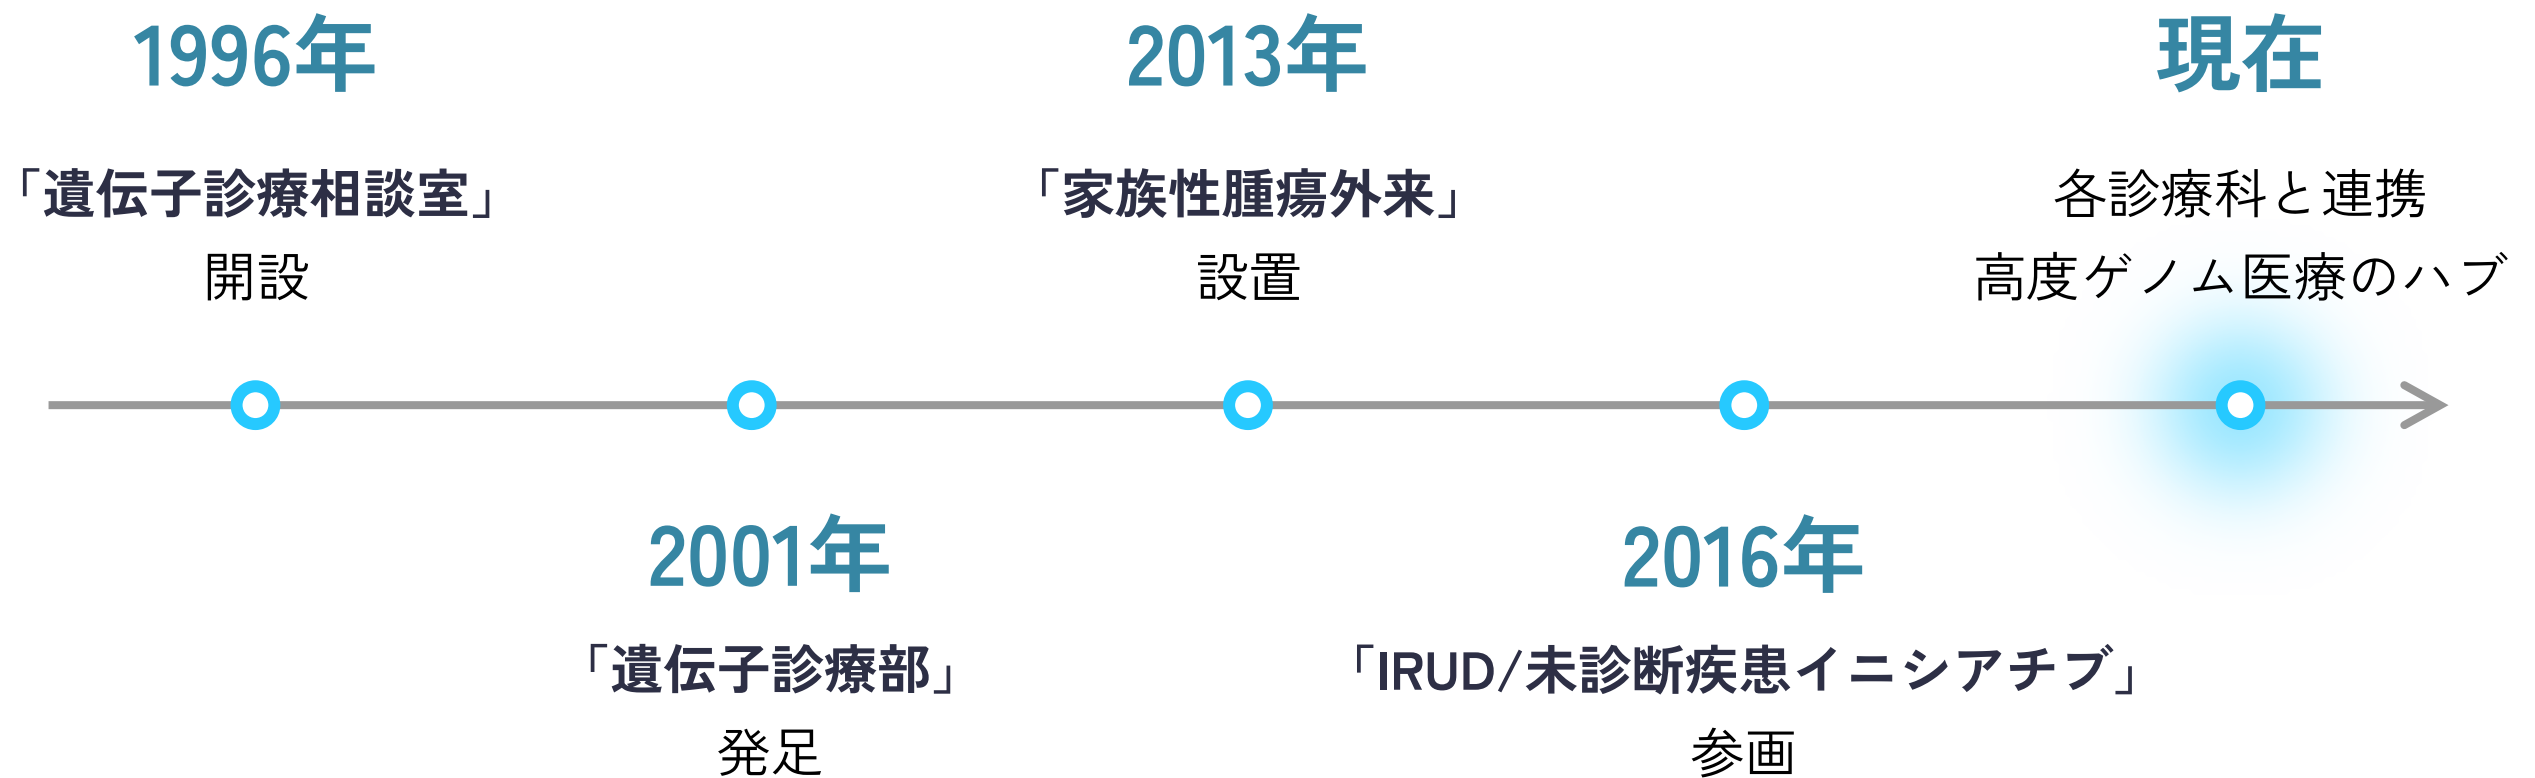 1996年
「遺伝子診療相談室」
開設
2001年
「遺伝子診療部」
発足
2013年
「家族性腫瘍外来」
設置
2016年
「IRUD/未診断疾患イニシアチブ」
参画
現在
各診療科と連携
高度ゲノム医療のハブ